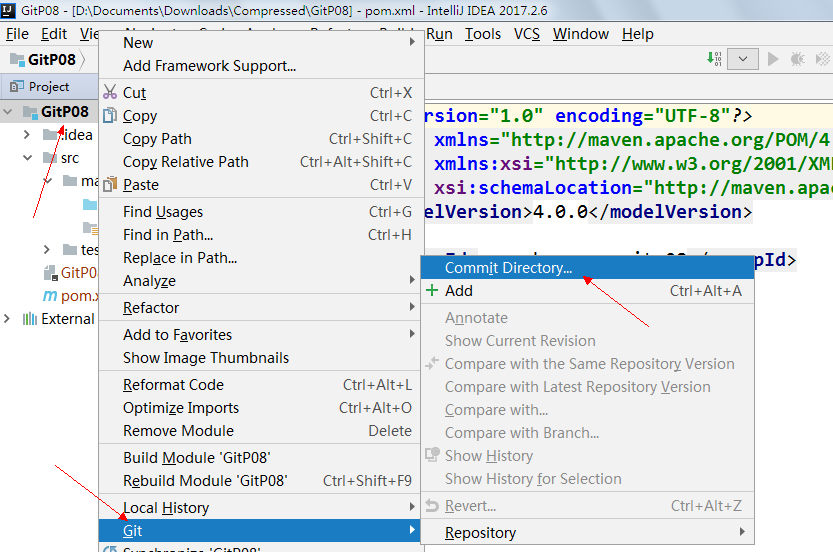 GitP08 - [D:\Documents\Downloads\Compressed\GitP08] - pom.xml - IntelliJ IDEA 2017.2.6
File Edit Run Tools VCS Window Help
GitP08
Project
GitP08
.idea
src
External
New
Add Framework Support...
Cut Ctrl+X
Copy Ctrl+C
Copy Path Ctrl+Shift+C
Copy Relative Path Ctrl+Alt+Shift+C
Paste Ctrl+V
Find Usages Ctrl+G
Find in Path... Ctrl+H
Replace in Path...
Analyze
Refactor
Add to Favorites
Show Image Thumbnails
Reformat Code Ctrl+Alt+L
Optimize Imports Ctrl+Alt+O
Remove Module Delete
Build Module 'GitP08'
Rebuild Module 'GitP08' Ctrl+Shift+F9
Local History
Git
Synchronize 'GitP08'
ersion="1.0" encoding="UTF-8"?>
xmlns="http://maven.apache.org/POM/4
xmlns:xsi="http://www.w3.org/2001/XM
xsi:schemaLocation="http://maven.apa
elVersion>4.0.0</modelVersion>
pId>
Commit Directory...
Add Ctrl+Alt+A
Annotate
Show Current Revision
Compare with the Same Repository Version
Compare with Latest Repository Version
Compare with...
Compare with Branch...
Show History
Show History for Selection
Revert... Ctrl+Alt+Z
Repository